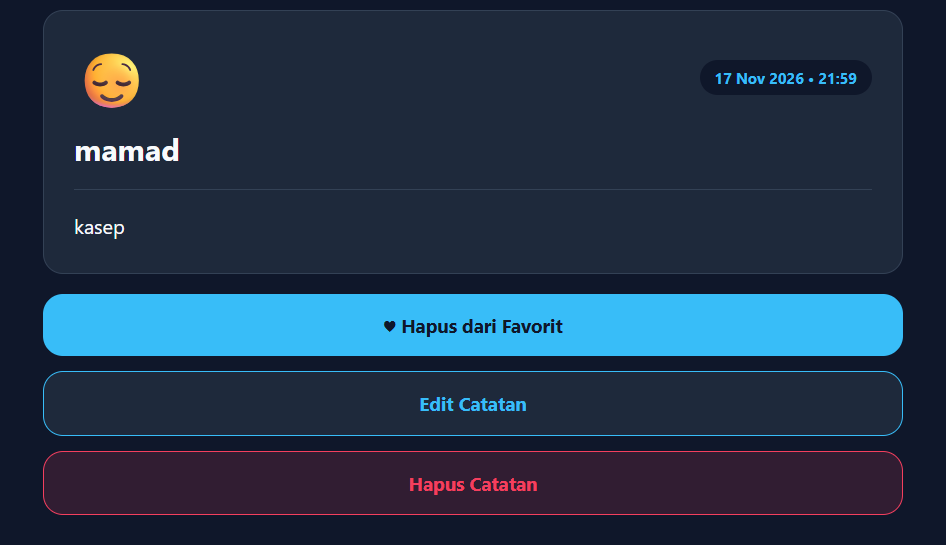 17 Nov 2026 • 21:59
mamad
kasep
♥ Hapus dari Favorit
Edit Catatan
Hapus Catatan